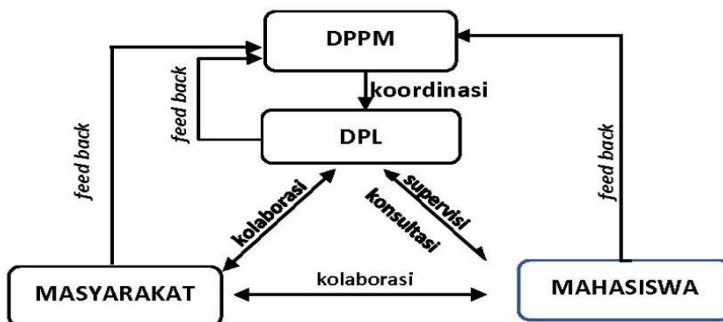 DPPM
koordinasi
feed back
feed back
feed back
DPL
kolaborasi
supervisi
konsultasi
MASYARAKAT
kolaborasi
MAHASISWA